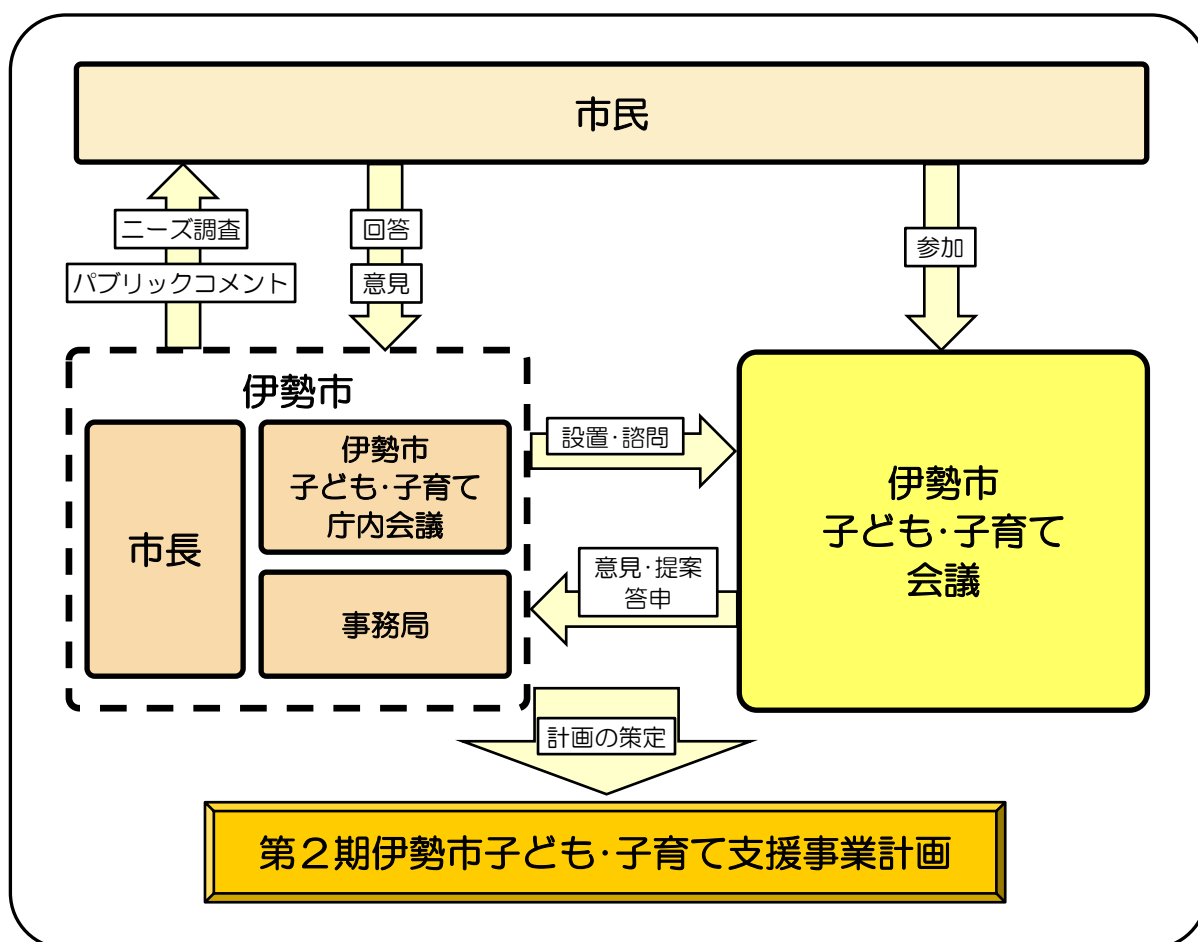 市民
ニーズ調査
パブリックコメント
回答
意見
参加
伊勢市
市長
伊勢市
子ども・子育て
庁内会議
事務局
設置・諮問
意見・提案
答申
伊勢市
子ども・子育て
会議
計画の策定
第２期伊勢市子ども・子育て支援事業計画